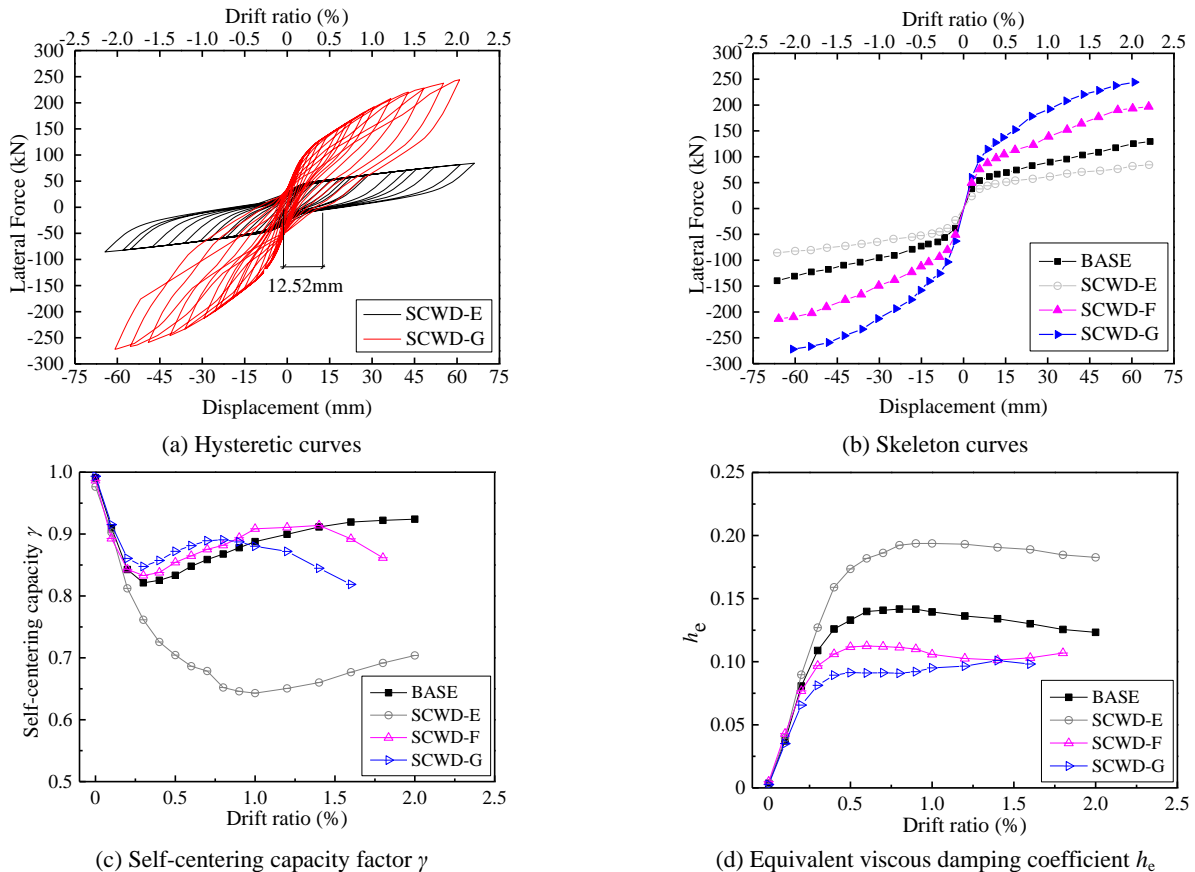 Drift ratio (%)
-2.5 -2.0 -1.5 -1.0 -0.5 0 0.5 1.0 1.5 2.0 2.5
300
250
200
150
100
50
0
-50
-100
-150
-200
-250
-300
Lateral Force (kN)
12.52mm
SCWD-E
SCWD-G
-75 -60 -45 -30 -15 0 15 30 45 60 75
Displacement (mm)
(a) Hysteretic curves
Drift ratio (%)
-2.5 -2.0 -1.5 -1.0 -0.5 0 0.5 1.0 1.5 2.0 2.5
300
250
200
150
100
50
0
-50
-100
-150
-200
-250
-300
Lateral Force (kN)
BASE
SCWD-E
SCWD-F
SCWD-G
-75 -60 -45 -30 -15 0 15 30 45 60 75
Displacement (mm)
(b) Skeleton curves
1.0
0.9
0.8
0.7
0.6
0.5
Self-centering capacity γ
BASE
SCWD-E
SCWD-F
SCWD-G
0 0.5 1.0 1.5 2.0 2.5
Drift ratio (%)
(c) Self-centering capacity factor γ
0.25
0.20
0.15
0.10
0.05
0
he
BASE
SCWD-E
SCWD-F
SCWD-G
0 0.5 1.0 1.5 2.0 2.5
Drift ratio (%)
(d) Equivalent viscous damping coefficient he